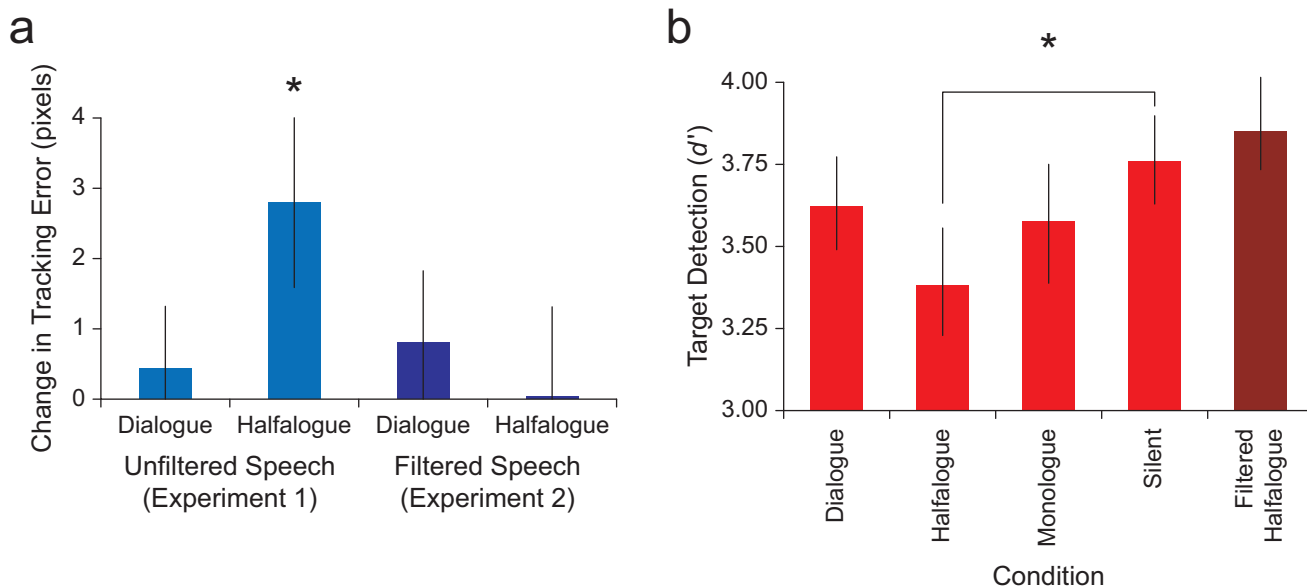 a
Change in Tracking Error (pixels)
*
4
3
2
1
0
Dialogue Halfalogue Dialogue Halfalogue
Unfiltered Speech Filtered Speech
(Experiment 1) (Experiment 2)
b
Target Detection (d')
*
4.00
3.75
3.50
3.25
3.00
Dialogue
Halfalogue
Monologue
Silent
Filtered
Halfalogue
Condition